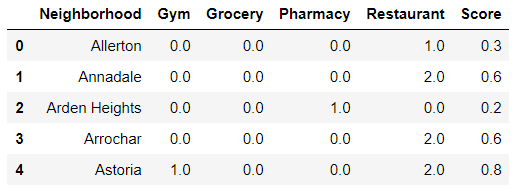 Neighborhood Gym Grocery Pharmacy Restaurant Score
0 Allerton 0.0 0.0 0.0 1.0 0.3
1 Annadale 0.0 0.0 0.0 2.0 0.6
2 Arden Heights 0.0 0.0 1.0 0.0 0.2
3 Arrochar 0.0 0.0 0.0 2.0 0.6
4 Astoria 1.0 0.0 0.0 2.0 0.8